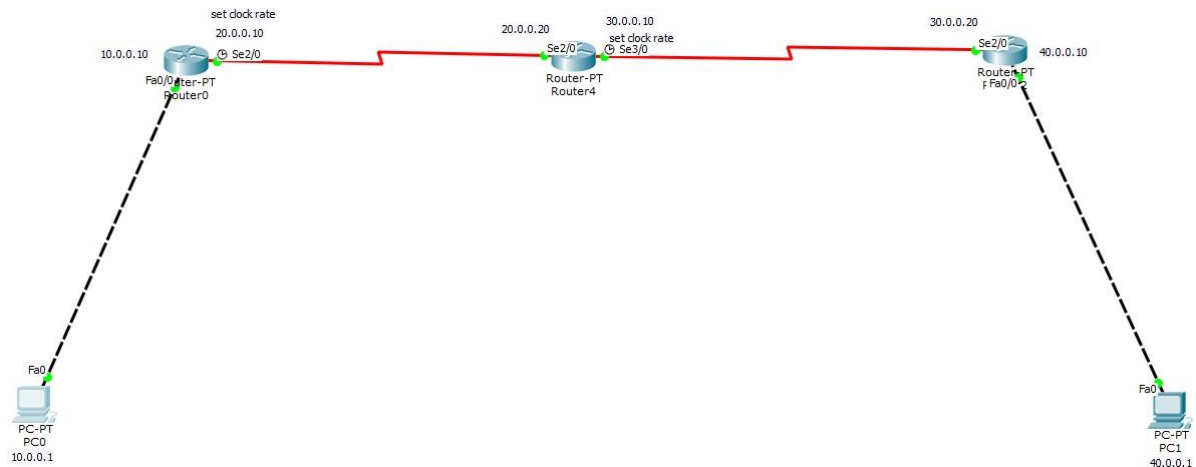 set clock rate
20.0.0.10
10.0.0.10
Se2/0
Fa0/0
Router0
20.0.0.20
Se2/0
30.0.0.10
set clock rate
Se3/0
Router-PT
Router4
30.0.0.20
Se2/0
40.0.0.10
Fa0/0
Fa0
PC-PT
PC0
10.0.0.1
Fa0
PC-PT
PC1
40.0.0.1